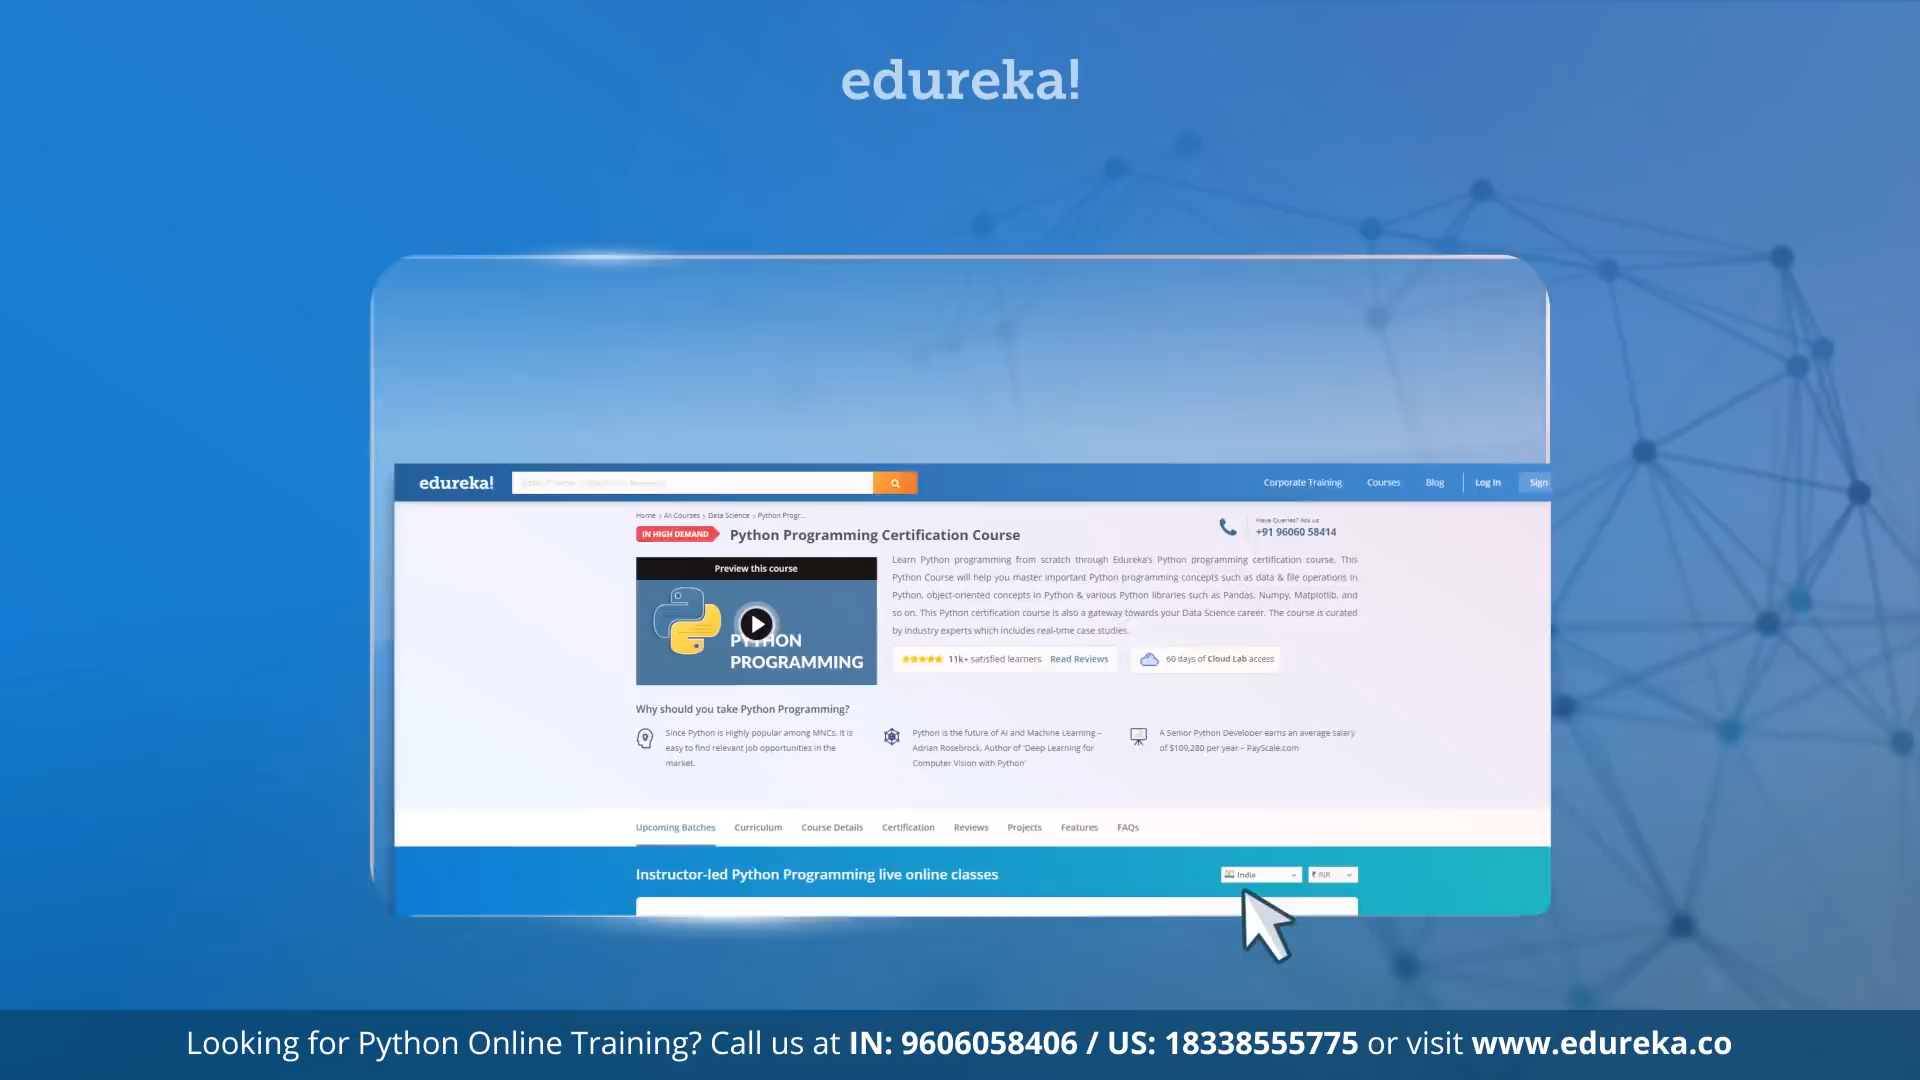 edureka!
edureka!
Corporate Training Courses Blog Log In Sign
Home > All Courses > Data Science > Python Progr...
IN HIGH DEMAND Python Programming Certification Course
Have Queries? Ask us
+91 96060 58414
Preview this course
PYTHON
PROGRAMMING
Learn Python programming from scratch through Edureka's Python programming certification course. This
Python Course will help you master important Python programming concepts such as data & file operations in
Python, object-oriented concepts in Python & various Python libraries such as Pandas, Numpy, Matplotlib, and
so on. This Python certification course is also a gateway towards your Data Science career. The course is curated
by industry experts which includes real-time case studies.
11k+ satisfied learners Read Reviews
60 days of Cloud Lab access
Why should you take Python Programming?
Since Python is Highly popular among MNCs, it is
easy to find relevant job opportunities in the
market.
Python is the future of AI and Machine Learning –
Adrian Rosebrock, Author of 'Deep Learning for
Computer Vision with Python'
A Senior Python Developer earns an average salary
of $109,280 per year – PayScale.com
Upcoming Batches Curriculum Course Details Certification Reviews Projects Features FAQs
Instructor-led Python Programming live online classes
India ₹ INR
Looking for Python Online Training? Call us at IN: 9606058406 / US: 18338555775 or visit www.edureka.co